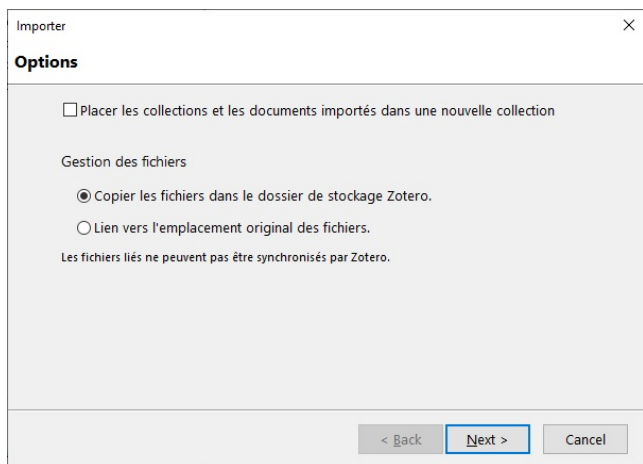 Importer
Options
Placer les collections et les documents importés dans une nouvelle collection
Gestion des fichiers
Copier les fichiers dans le dossier de stockage Zotero.
Lien vers l'emplacement original des fichiers.
Les fichiers liés ne peuvent pas être synchronisés par Zotero.
< Back Next > Cancel